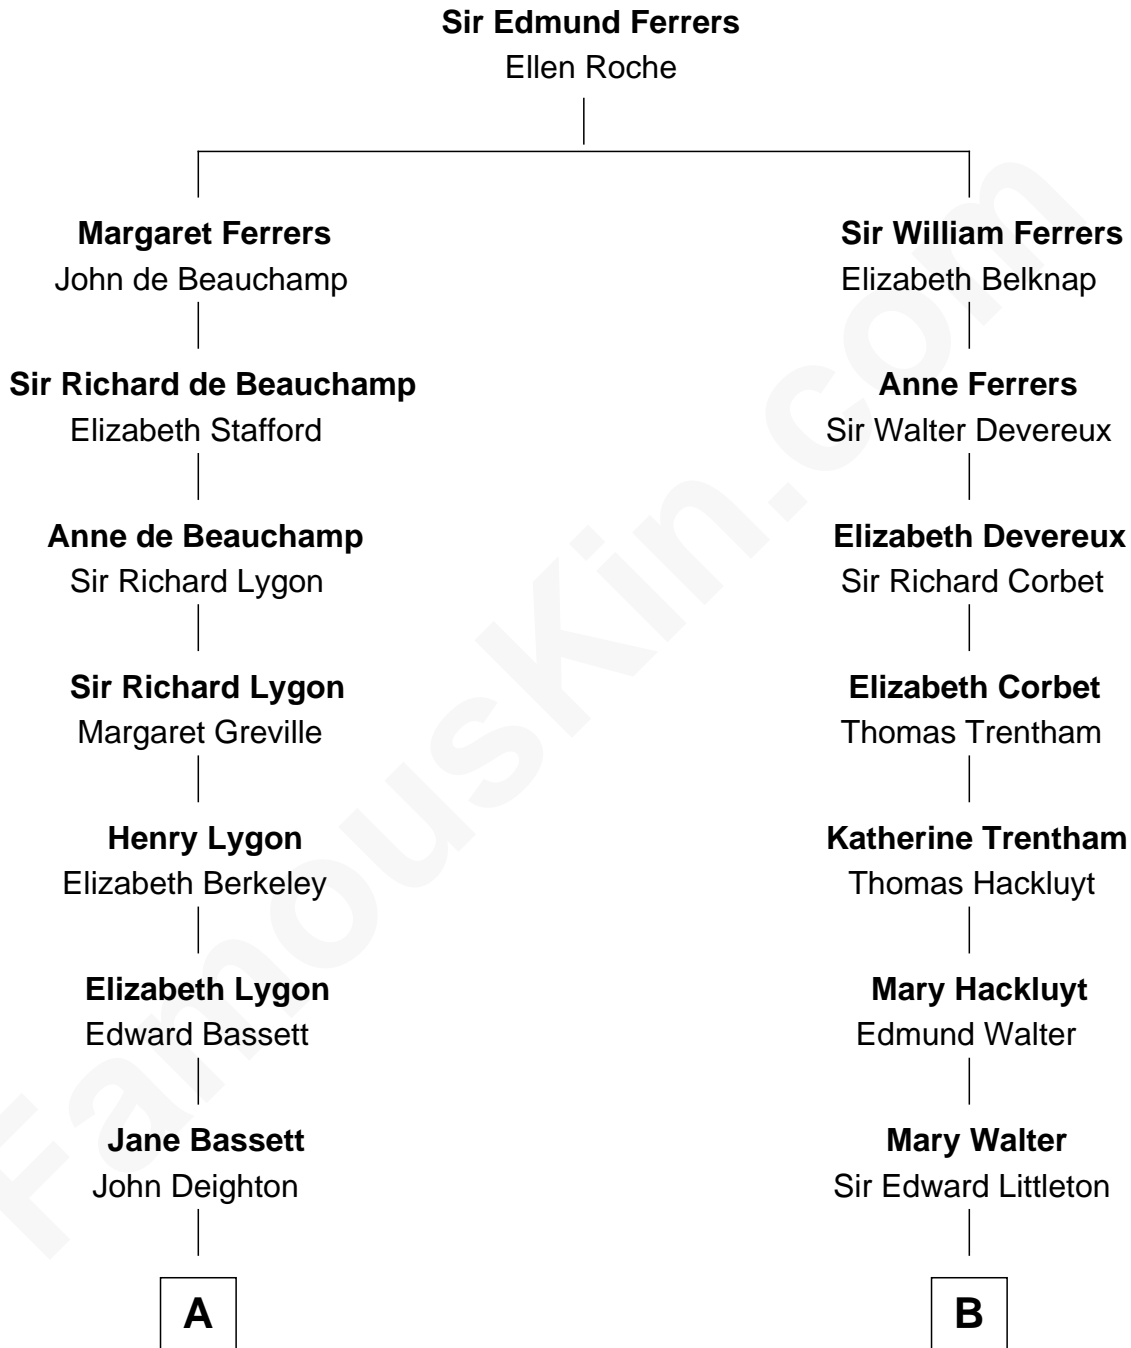 Sir Edmund Ferrers
Ellen Roche
Margaret Ferrers
John de Beauchamp
Sir William Ferrers
Elizabeth Belknap
Sir Richard de Beauchamp
Elizabeth Stafford
Anne Ferrers
Sir Walter Devereux
Anne de Beauchamp
Sir Richard Lygon
Elizabeth Devereux
Sir Richard Corbet
Sir Richard Lygon
Margaret Greville
Elizabeth Corbet
Thomas Trentham
Henry Lygon
Elizabeth Berkeley
Katherine Trentham
Thomas Hackluyt
Elizabeth Lygon
Edward Bassett
Mary Hackluyt
Edmund Walter
Jane Bassett
John Deighton
Mary Walter
Sir Edward Littleton
A
B
FamousKin.com